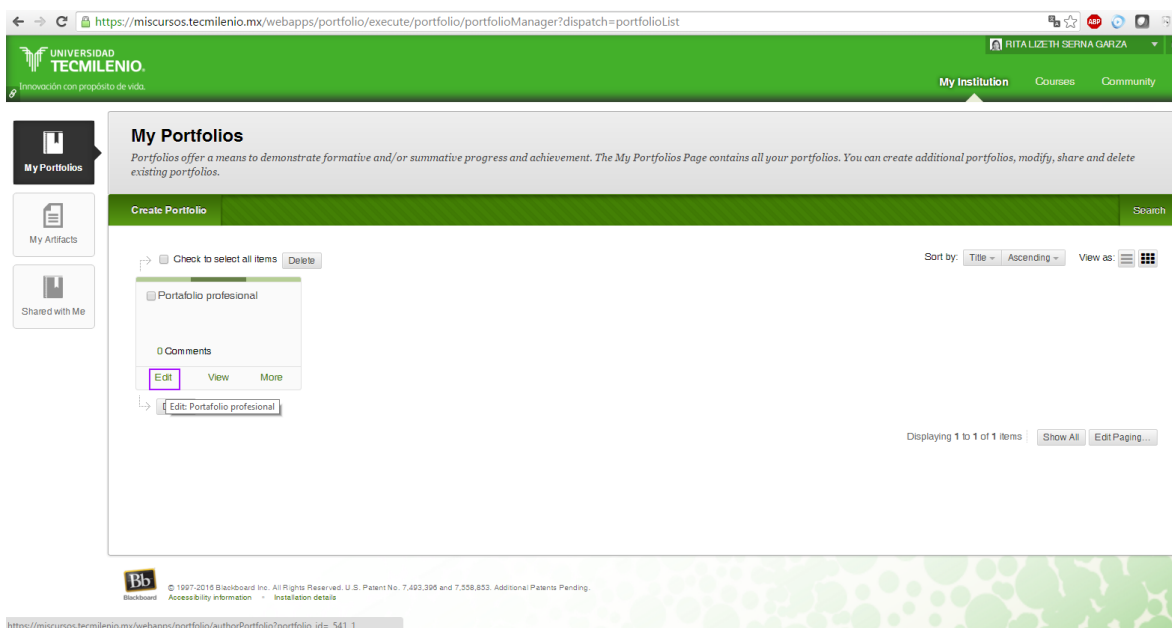 https://miscursos.tecmilenio.mx/webapps/portfolio/execute/portfolio/portfolioManager?dispatch=portfolioList
ABP
UNIVERSIDAD
TECMILENIO.
Innovación con propósito de vida.
RITA LIZETH SERNA GARZA
My Institution Courses Community
My Portfolios
My Artifacts
Shared with Me
My Portfolios
Portfolios offer a means to demonstrate formative and/or summative progress and achievement. The My Portfolios Page contains all your portfolios. You can create additional portfolios, modify, share and delete
existing portfolios.
Create Portfolio Search
Check to select all items Delete
Sort by: Title Ascending View as:
Portafolio profesional
0 Comments
Edit View More
Edit: Portafolio profesional
Displaying 1 to 1 of 1 items Show All Edit Paging...
Bb
Blackboard
© 1997-2016 Blackboard Inc. All Rights Reserved. U.S. Patent No. 7,493,396 and 7,558,853. Additional Patents Pending.
Accessibility information • Installation details
https://miscursos.tecmilenio.mx/webapps/portfolio/authorPortfolio?portfolio_id=_541_1